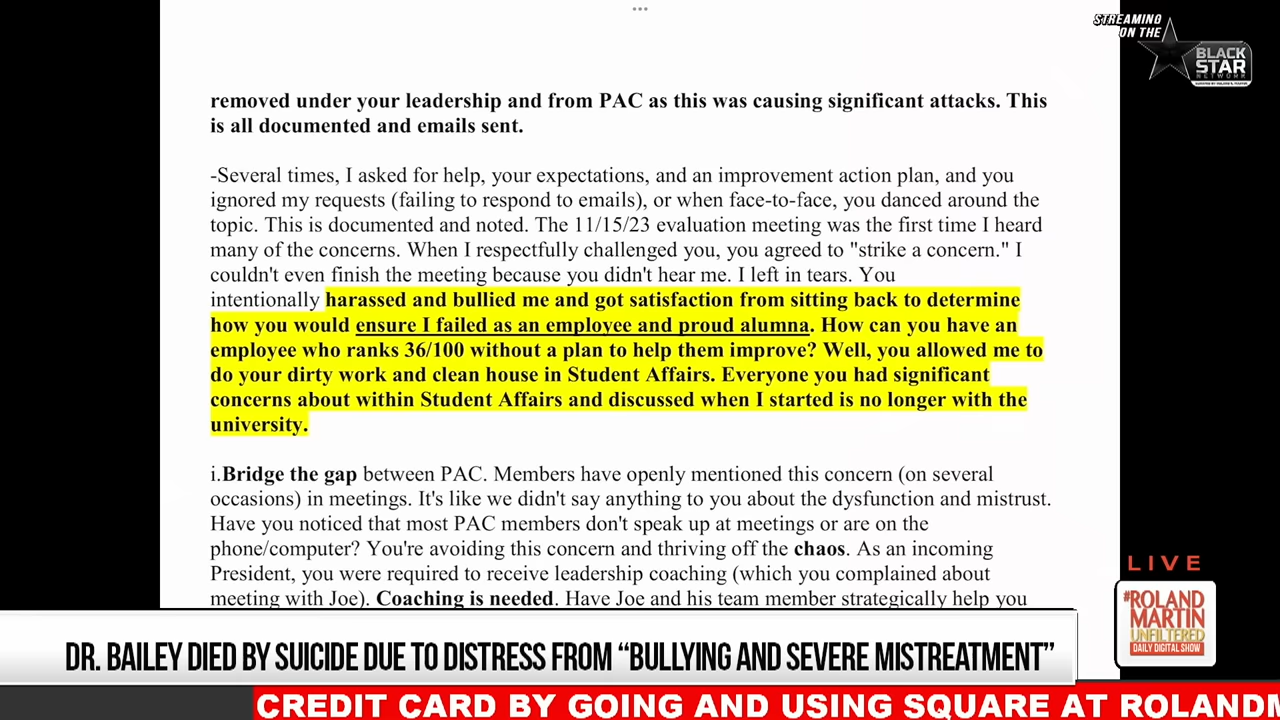 STREAMING
ON THE
BLACK
STAR
NETWORK
removed under your leadership and from PAC as this was causing significant attacks. This
is all documented and emails sent.
-Several times, I asked for help, your expectations, and an improvement action plan, and you
ignored my requests (failing to respond to emails), or when face-to-face, you danced around the
topic. This is documented and noted. The 11/15/23 evaluation meeting was the first time I heard
many of the concerns. When I respectfully challenged you, you agreed to "strike a concern." I
couldn't even finish the meeting because you didn't hear me. I left in tears. You
intentionally harassed and bullied me and got satisfaction from sitting back to determine
how you would ensure I failed as an employee and proud alumna. How can you have an
employee who ranks 36/100 without a plan to help them improve? Well, you allowed me to
do your dirty work and clean house in Student Affairs. Everyone you had significant
concerns about within Student Affairs and discussed when I started is no longer with the
university.
i.Bridge the gap between PAC. Members have openly mentioned this concern (on several
occasions) in meetings. It's like we didn't say anything to you about the dysfunction and mistrust.
Have you noticed that most PAC members don't speak up at meetings or are on the
phone/computer? You're avoiding this concern and thriving off the chaos. As an incoming
President, you were required to receive leadership coaching (which you complained about
meeting with Joe). Coaching is needed. Have Joe and his team member strategically help you
LIVE
#ROLAND
MARTIN
UNFILTERED
DAILY DIGITAL SHOW
DR. BAILEY DIED BY SUICIDE DUE TO DISTRESS FROM “BULLYING AND SEVERE MISTREATMENT”
CREDIT CARD BY GOING AND USING SQUARE AT ROLANDM